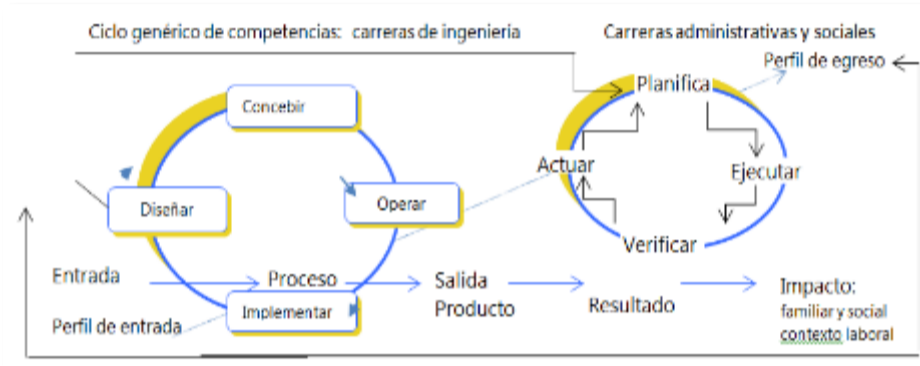 Ciclo genérico de competencias: carreras de ingenieria
Carreras administrativas y sociales
Perfil de egreso
Planifica
Concebir
Actuar
Ejecutar
Diseñar
Operar
Verificar
Entrada
Proceso
Salida
Producto
Resultado
Impacto:
familiar y social
contexto laboral
Implementar
Perfil de entrada